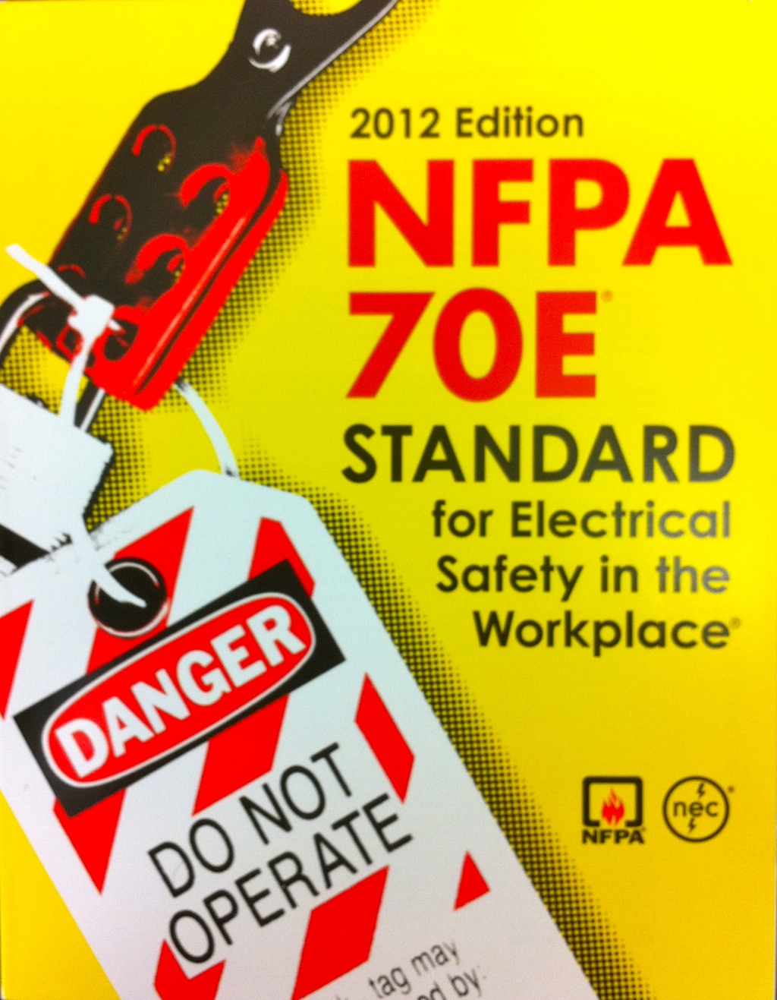 2012 Edition
NFPA
70E®
STANDARD
for Electrical
Safety in the
Workplace®
DANGER
DO NOT
OPERATE
tag may
by:
NFPA
nec®